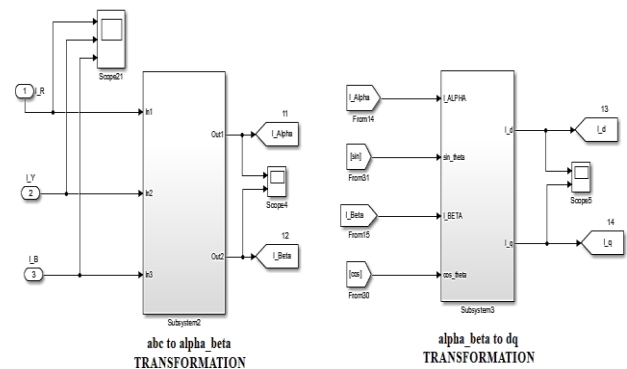 Scope21
1
I_R
In1
11
Out1
I_Alpha
I_Y
2
In2
Scope4
12
I_B
3
In3
Out2
I_Beta
Subsystem2
abc to alpha_beta
TRANSFORMATION
I_Alpha
From14
I_ALPHA
13
I_d
I_d
[sin]
From31
sin_theta
Scope5
I_Beta
From15
I_BETA
14
I_q
I_q
[cos]
From30
cos_theta
Subsystem3
alpha_beta to dq
TRANSFORMATION